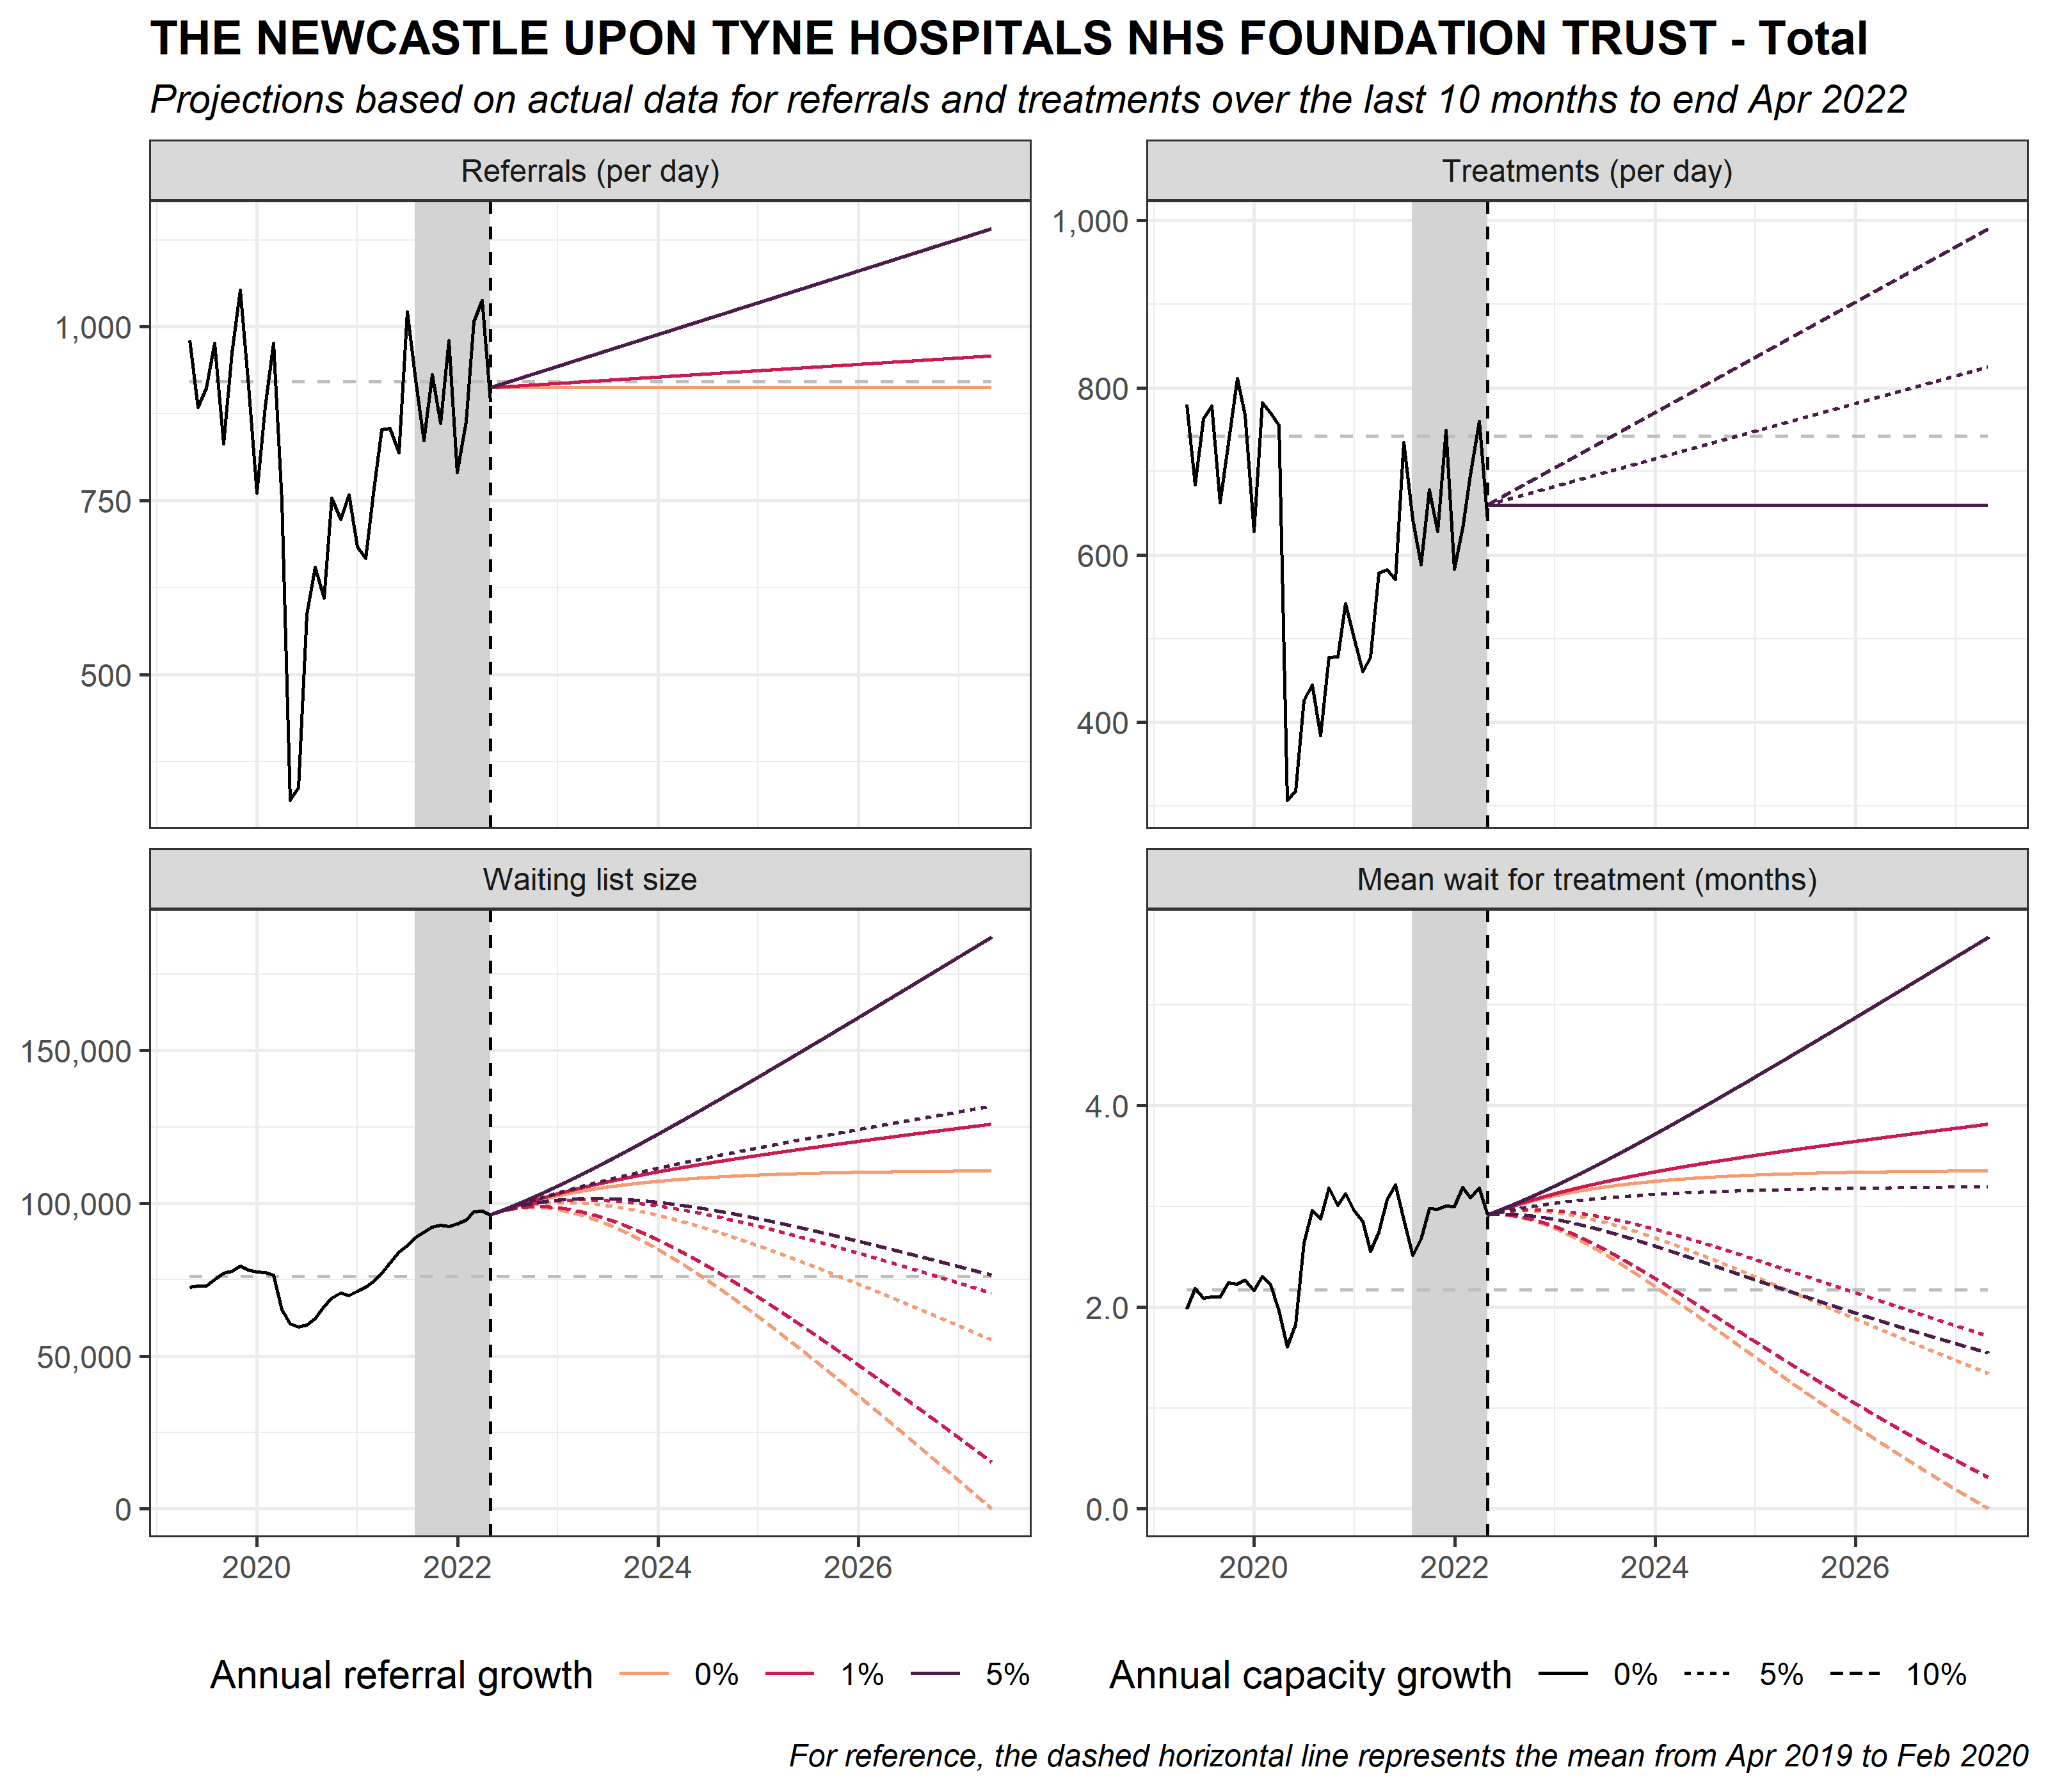 THE NEWCASTLE UPON TYNE HOSPITALS NHS FOUNDATION TRUST - Total
Projections based on actual data for referrals and treatments over the last 10 months to end Apr 2022
Referrals (per day)
1,000
750
500
Treatments (per day)
1,000
800
600
400
Waiting list size
150,000
100,000
50,000
0
2020 2022 2024 2026
Mean wait for treatment (months)
4.0
2.0
0.0
2020 2022 2024 2026
Annual referral growth 0% 1% 5%
Annual capacity growth 0% 5% 10%
For reference, the dashed horizontal line represents the mean from Apr 2019 to Feb 2020